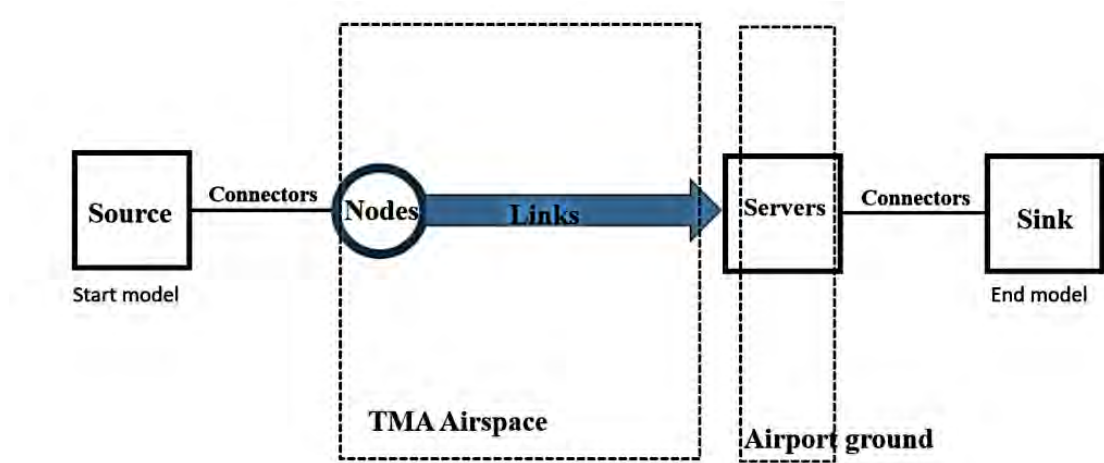 Source
Start model
Connectors
Nodes
Links
TMA Airspace
Servers
Airport ground
Connectors
Sink
End model